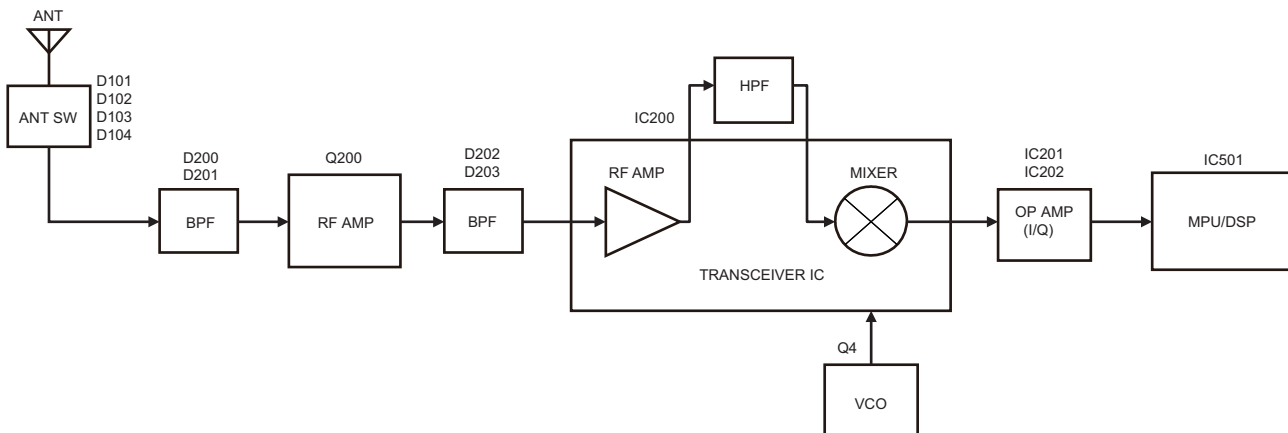 ANT
ANT SW
D101
D102
D103
D104
D200
D201
BPF
Q200
RF AMP
D202
D203
BPF
IC200
HPF
RF AMP
MIXER
TRANSCEIVER IC
Q4
VCO
IC201
IC202
OP AMP
(I/Q)
IC501
MPU/DSP